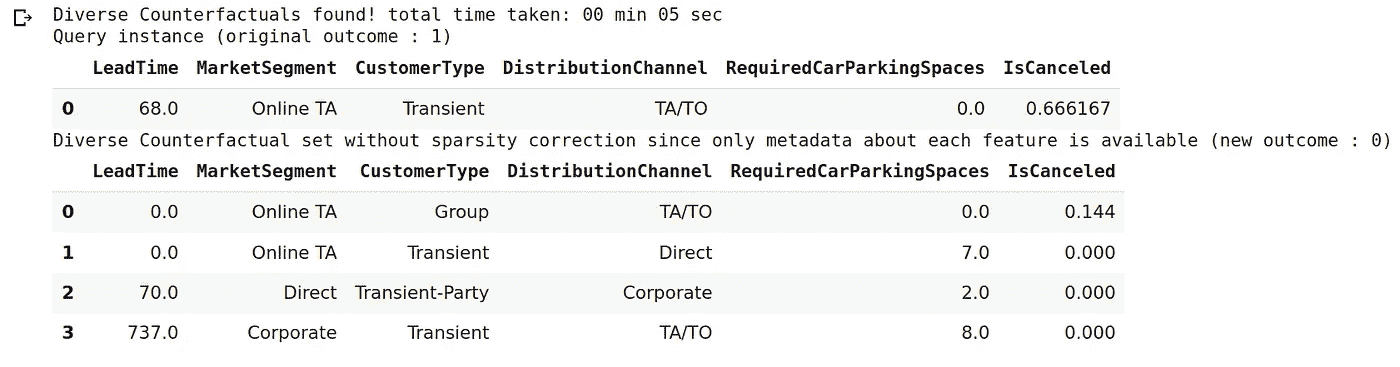 Diverse Counterfactuals found! total time taken: 00 min 05 sec
Query instance (original outcome : 1)
LeadTime MarketSegment CustomerType DistributionChannel RequiredCarParkingSpaces IsCanceled
0 68.0 Online TA Transient TA/TO 0.0 0.666167
Diverse Counterfactual set without sparsity correction since only metadata about each feature is available (new outcome : 0)
LeadTime MarketSegment CustomerType DistributionChannel RequiredCarParkingSpaces IsCanceled
0 0.0 Online TA Group TA/TO 0.0 0.144
1 0.0 Online TA Transient Direct 7.0 0.000
2 70.0 Direct Transient-Party Corporate 2.0 0.000
3 737.0 Corporate Transient TA/TO 8.0 0.000